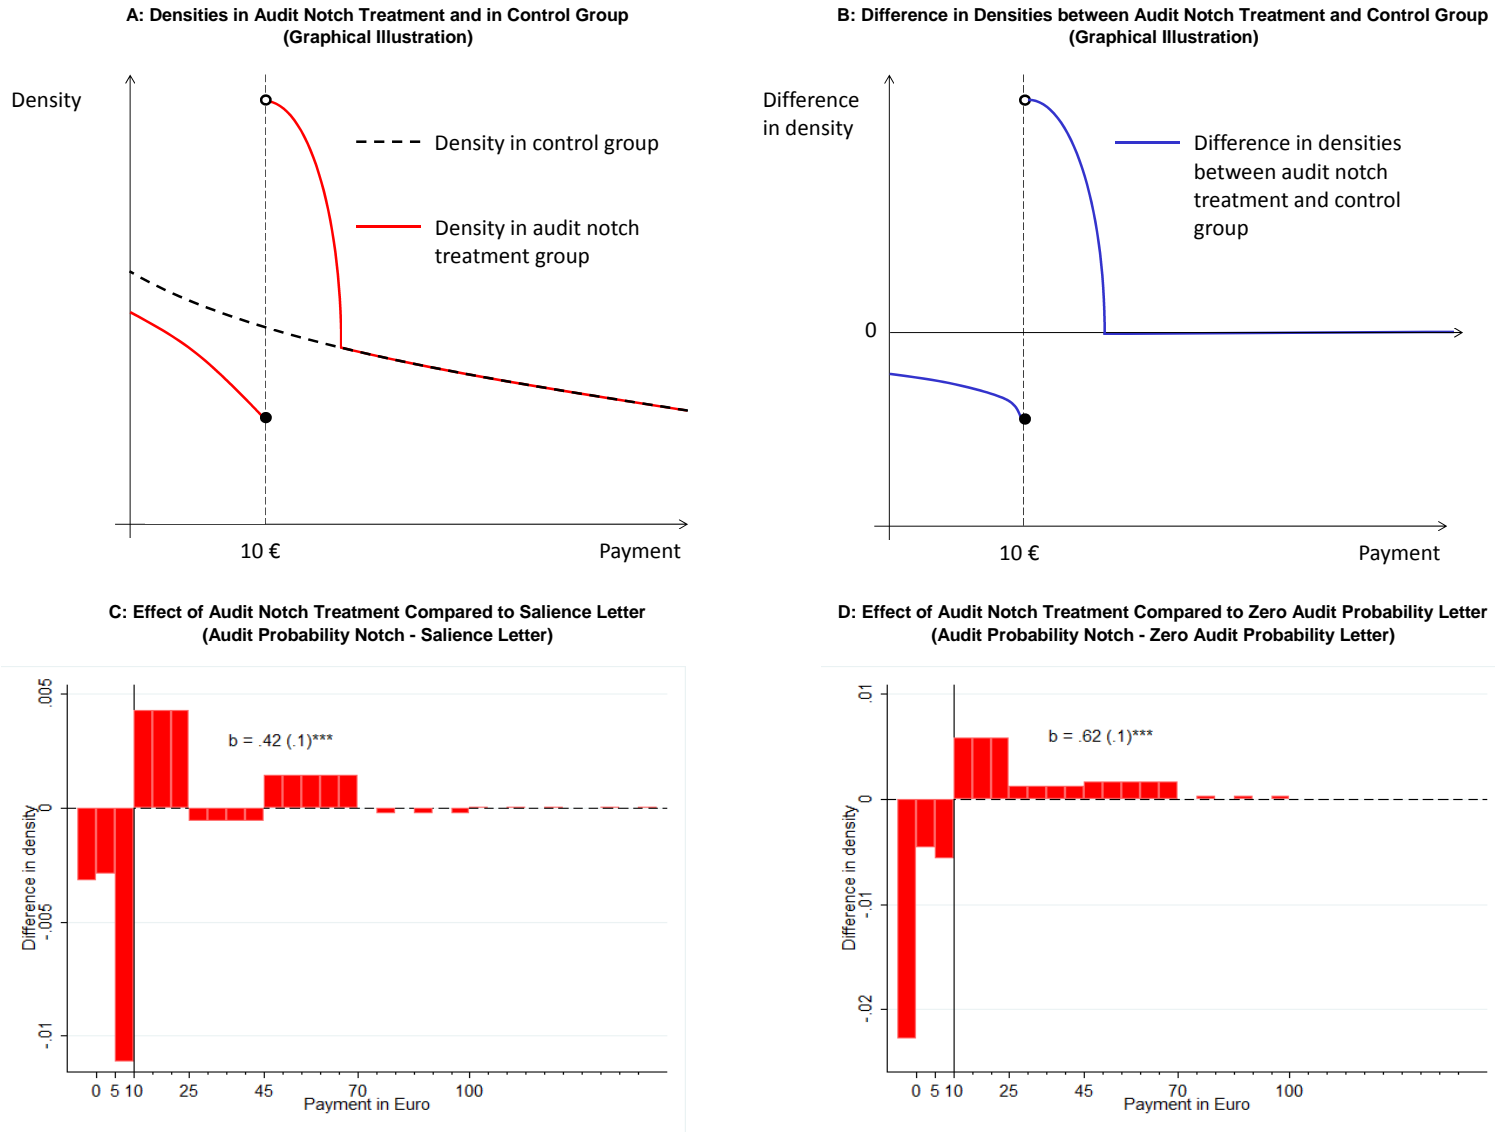 A: Densities in Audit Notch Treatment and in Control Group
(Graphical Illustration)
Density
Density in control group
Density in audit notch
treatment group
10 €
Payment
B: Difference in Densities between Audit Notch Treatment and Control Group
(Graphical Illustration)
Difference
in density
Difference in densities
between audit notch
treatment and control
group
0
10 €
Payment
C: Effect of Audit Notch Treatment Compared to Salience Letter
(Audit Probability Notch - Salience Letter)
Difference in density
.005
0
-.005
-.01
b = .42 (.1)***
0 5 10 25 45 70 100
Payment in Euro
D: Effect of Audit Notch Treatment Compared to Zero Audit Probability Letter
(Audit Probability Notch - Zero Audit Probability Letter)
Difference in density
.01
0
-.01
-.02
b = .62 (.1)***
0 5 10 25 45 70 100
Payment in Euro